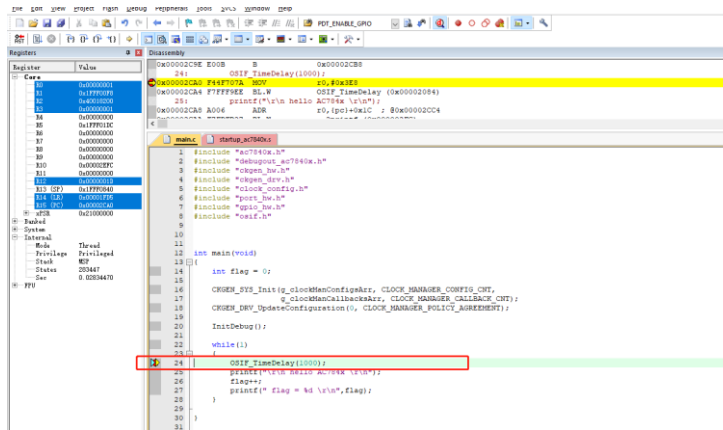 File Edit View Project Flash Debug Peripherals Tools SVCS Window Help
PDT_ENABLE_GPIO
Registers
Disassembly
Register Value
Core
R0 0x00000001
R1 0x1FFF00F8
R2 0x40018200
R3 0x00000001
R4 0x00000000
R5 0x1FFF01DC
R6 0x00000000
R7 0x00000000
R8 0x00000000
R9 0x00000000
R10 0x00002EFC
R11 0x00000000
R12
R13 (SP) 0x1FFF0840
R14 (LR) 0x00001FD5
R15 (PC) 0x00002CA0
xPSR 0x21000000
Banked
System
Internal
Mode Thread
Privilege Privileged
Stack MSP
States 283447
Sec 0.02834470
FPU
0x00002C9E E00B B 0x00002CB8
24: OSIF_TimeDelay(1000);
0x00002CA0 F44F707A MOV r0,#0x3E8
0x00002CA4 F7FFF9EE BL.W OSIF_TimeDelay (0x00002084)
25: printf("\r\n hello AC784x \r\n");
0x00002CA8 A006 ADR r0,{pc}+0x1C ; @0x00002CC4
main.c startup_ac7840x.s
1 #include "ac7840x.h"
2 #include "debugout_ac7840x.h"
3 #include "ckgen_hw.h"
4 #include "ckgen_drv.h"
5 #include "clock_config.h"
6 #include "port_hw.h"
7 #include "gpio_hw.h"
8 #include "osif.h"
9
10
11
12 int main(void)
13 {
14 int flag = 0;
15
16 CKGEN_SYS_Init(g_clockManConfigsArr, CLOCK_MANAGER_CONFIG_CNT,
17 g_clockManCallbacksArr, CLOCK_MANAGER_CALLBACK_CNT);
18 CKGEN_DRV_UpdateConfiguration(0, CLOCK_MANAGER_POLICY_AGREEMENT);
19
20 InitDebug();
21
22 while(1)
23 {
24 OSIF_TimeDelay(1000);
25 printf("\r\n hello AC784x \r\n");
26 flag++;
27 printf(" flag = %d \r\n",flag);
28 }
29
30 }
31